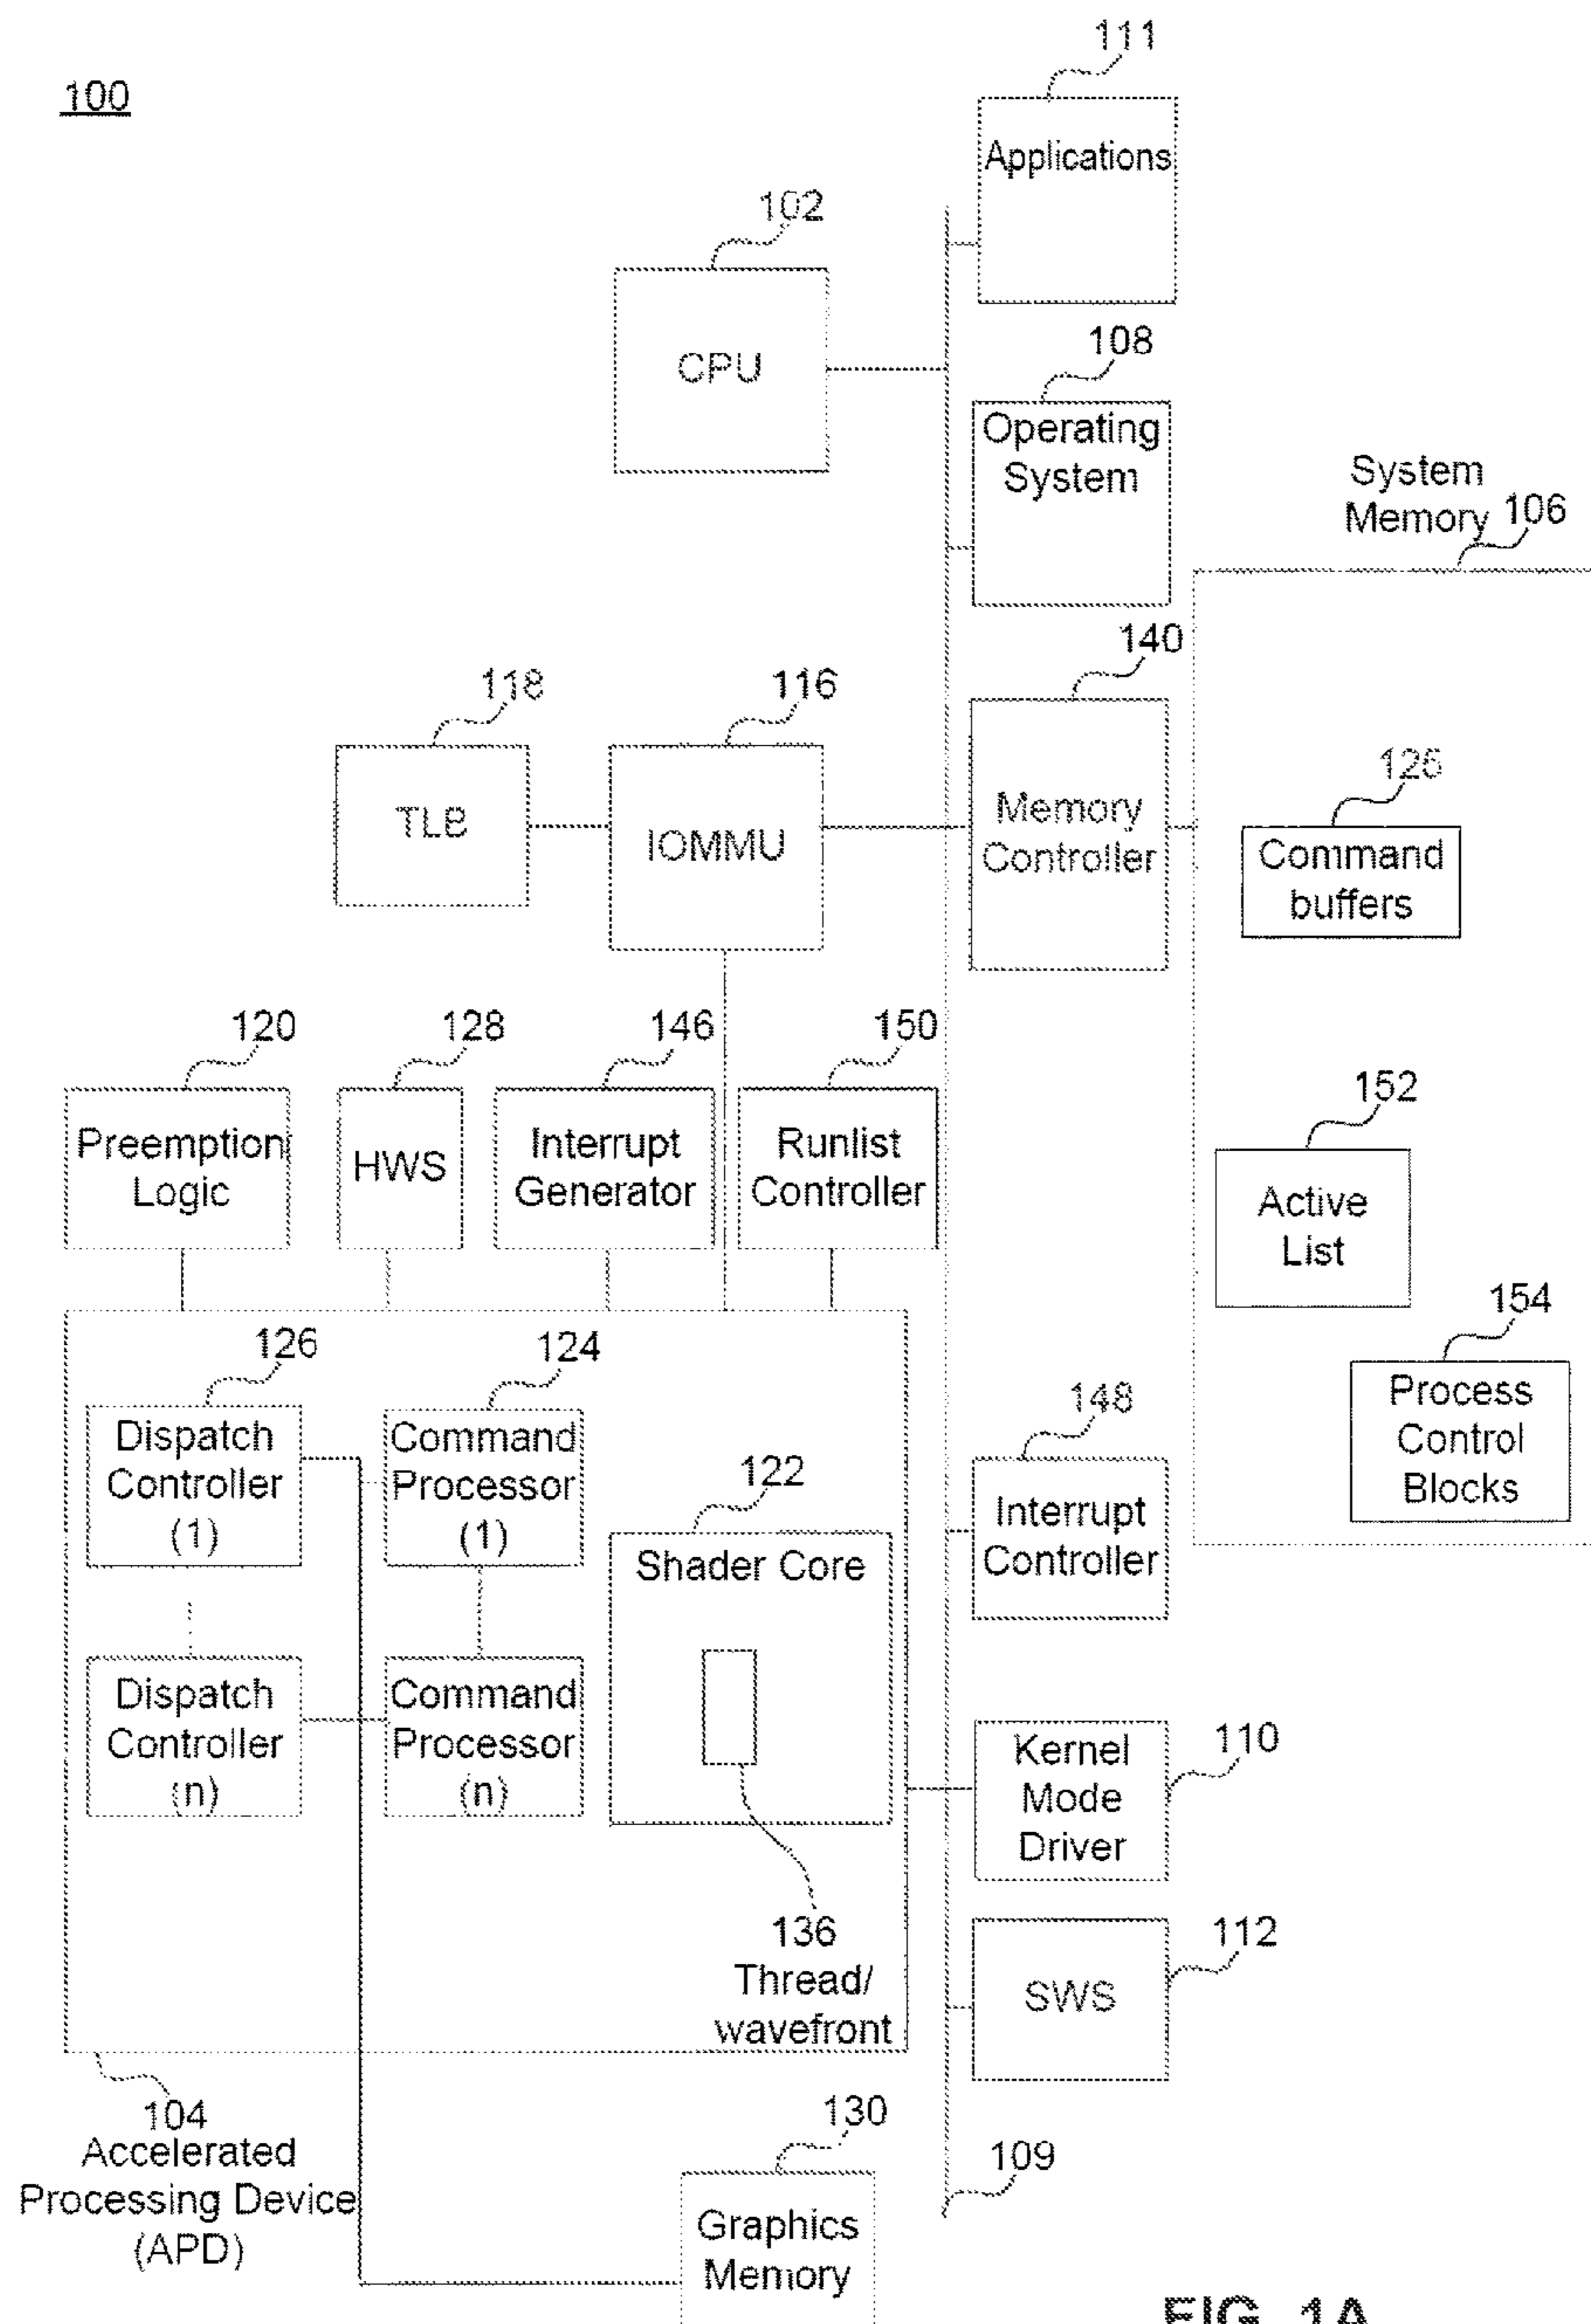 111
100
Applications
102
108
CPU
Operating
System
System
Memory 106
140
118
116
Memory
Controller
TLB
IOMMU
125
Command
buffers
120
128
146
150
152
Preemption
Logic
HWS
Interrupt
Generator
Runlist
Controller
Active
List
154
126
124
Process
Control
Blocks
148
Dispatch
Controller
(1)
Command
Processor
(1)
122
Shader Core
Interrupt
Controller
Dispatch
Controller
(n)
Command
Processor
(n)
Kernel
Mode
Driver
110
136
Thread/
wavefront
112
SWS
104
Accelerated
Processing Device
(APD)
130
109
Graphics
Memory
FIG. 1A